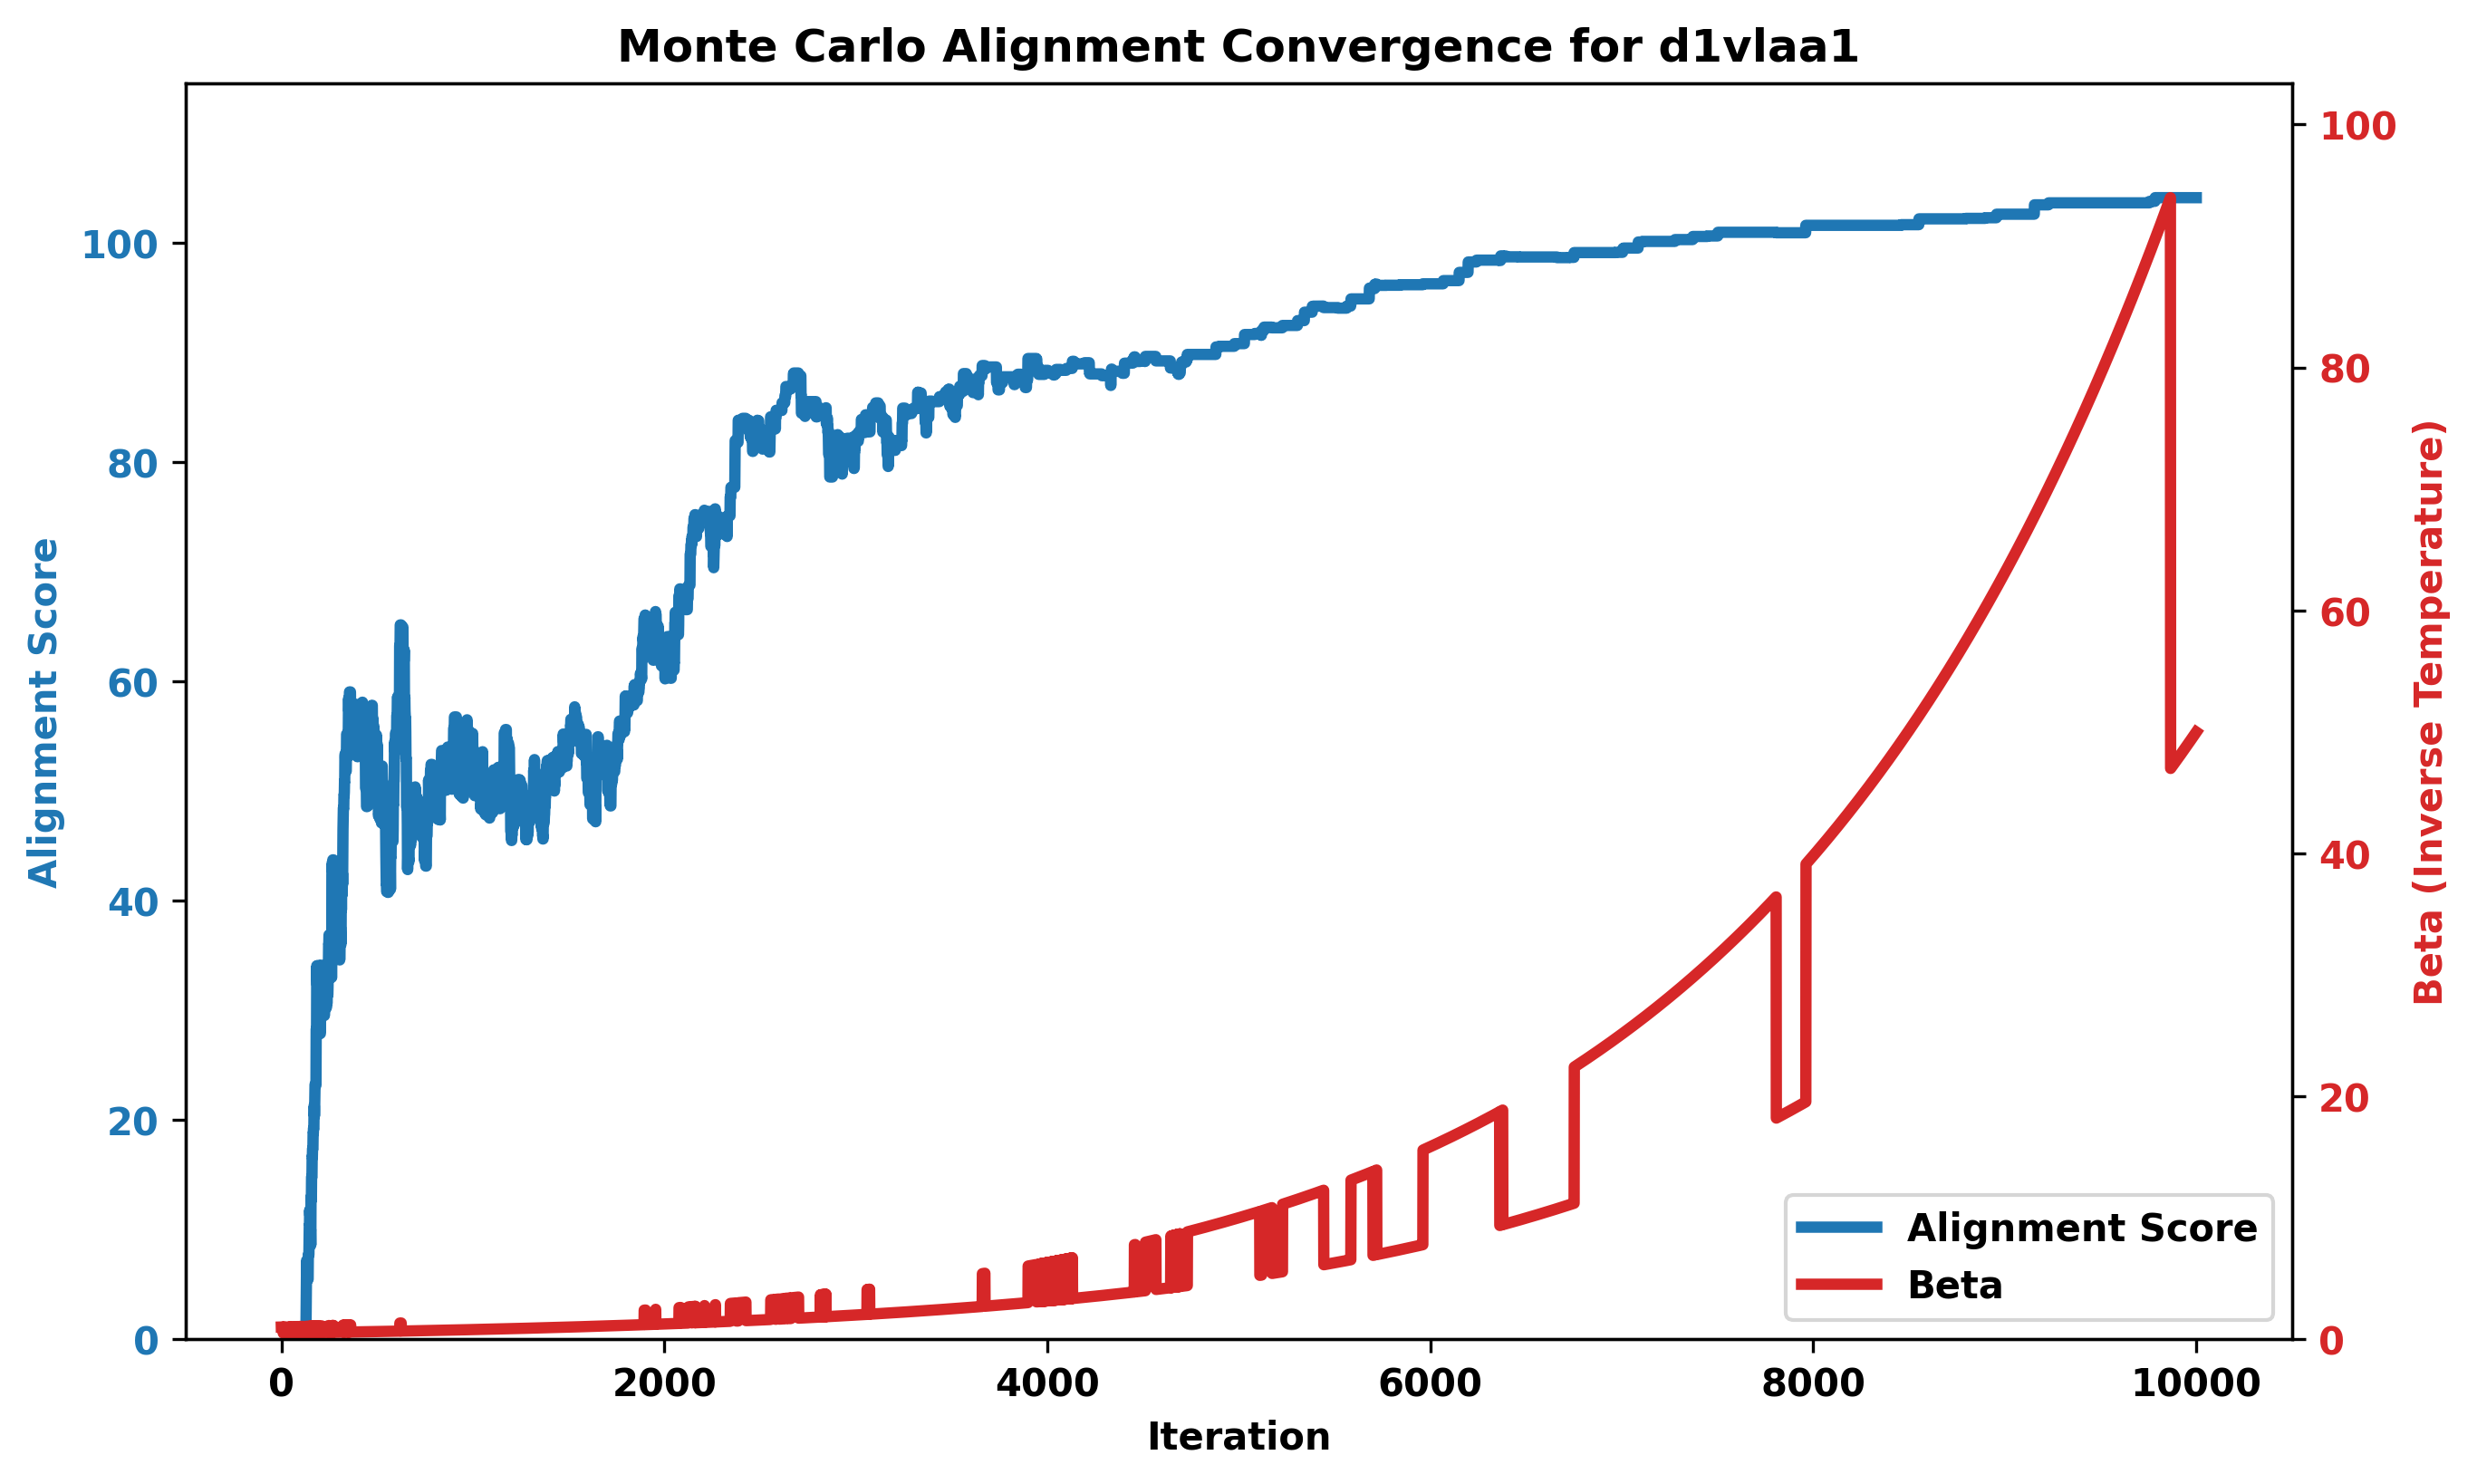 Monte Carlo Alignment Convergence for d1vlaa1
Alignment Score
100
80
60
40
20
0
100
80
60
40
20
0
Beta (Inverse Temperature)
Alignment Score
Beta
0 2000 4000 6000 8000 10000
Iteration